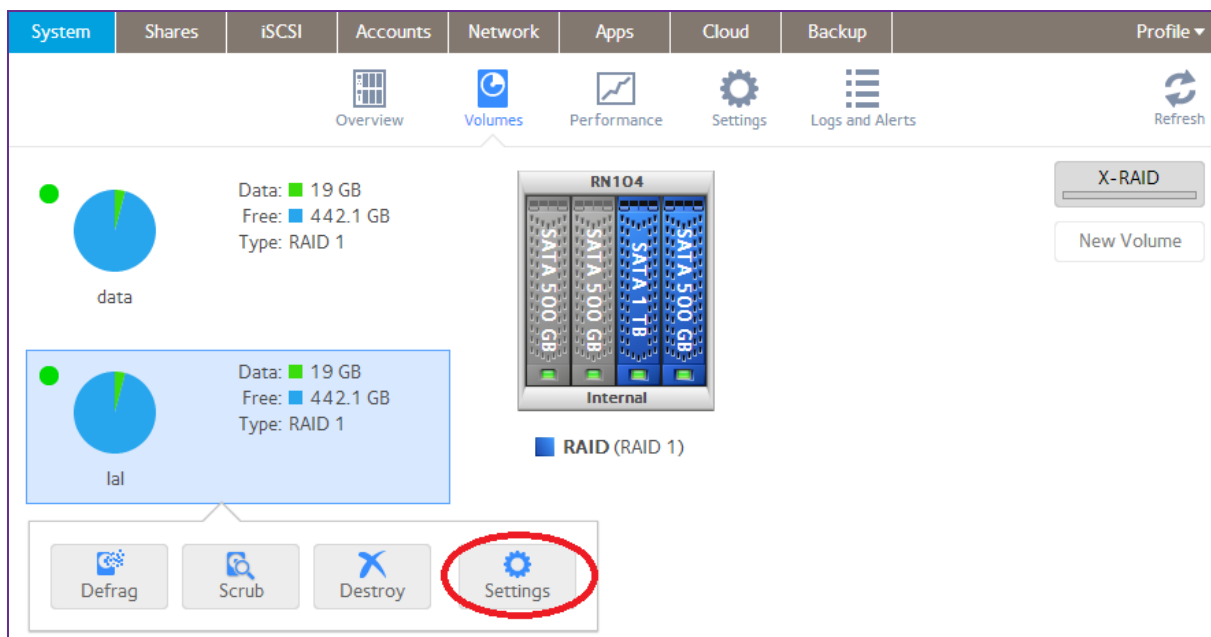 System Shares iSCSI Accounts Network Apps Cloud Backup Profile
Overview Volumes Performance Settings Logs and Alerts Refresh
Data: 19 GB
Free: 442.1 GB
Type: RAID 1
data
RN104
SATA 500 GB
SATA 500 GB
SATA 1 TB
SATA 500 GB
Internal
RAID (RAID 1)
X-RAID
New Volume
Data: 19 GB
Free: 442.1 GB
Type: RAID 1
lal
Defrag Scrub Destroy Settings